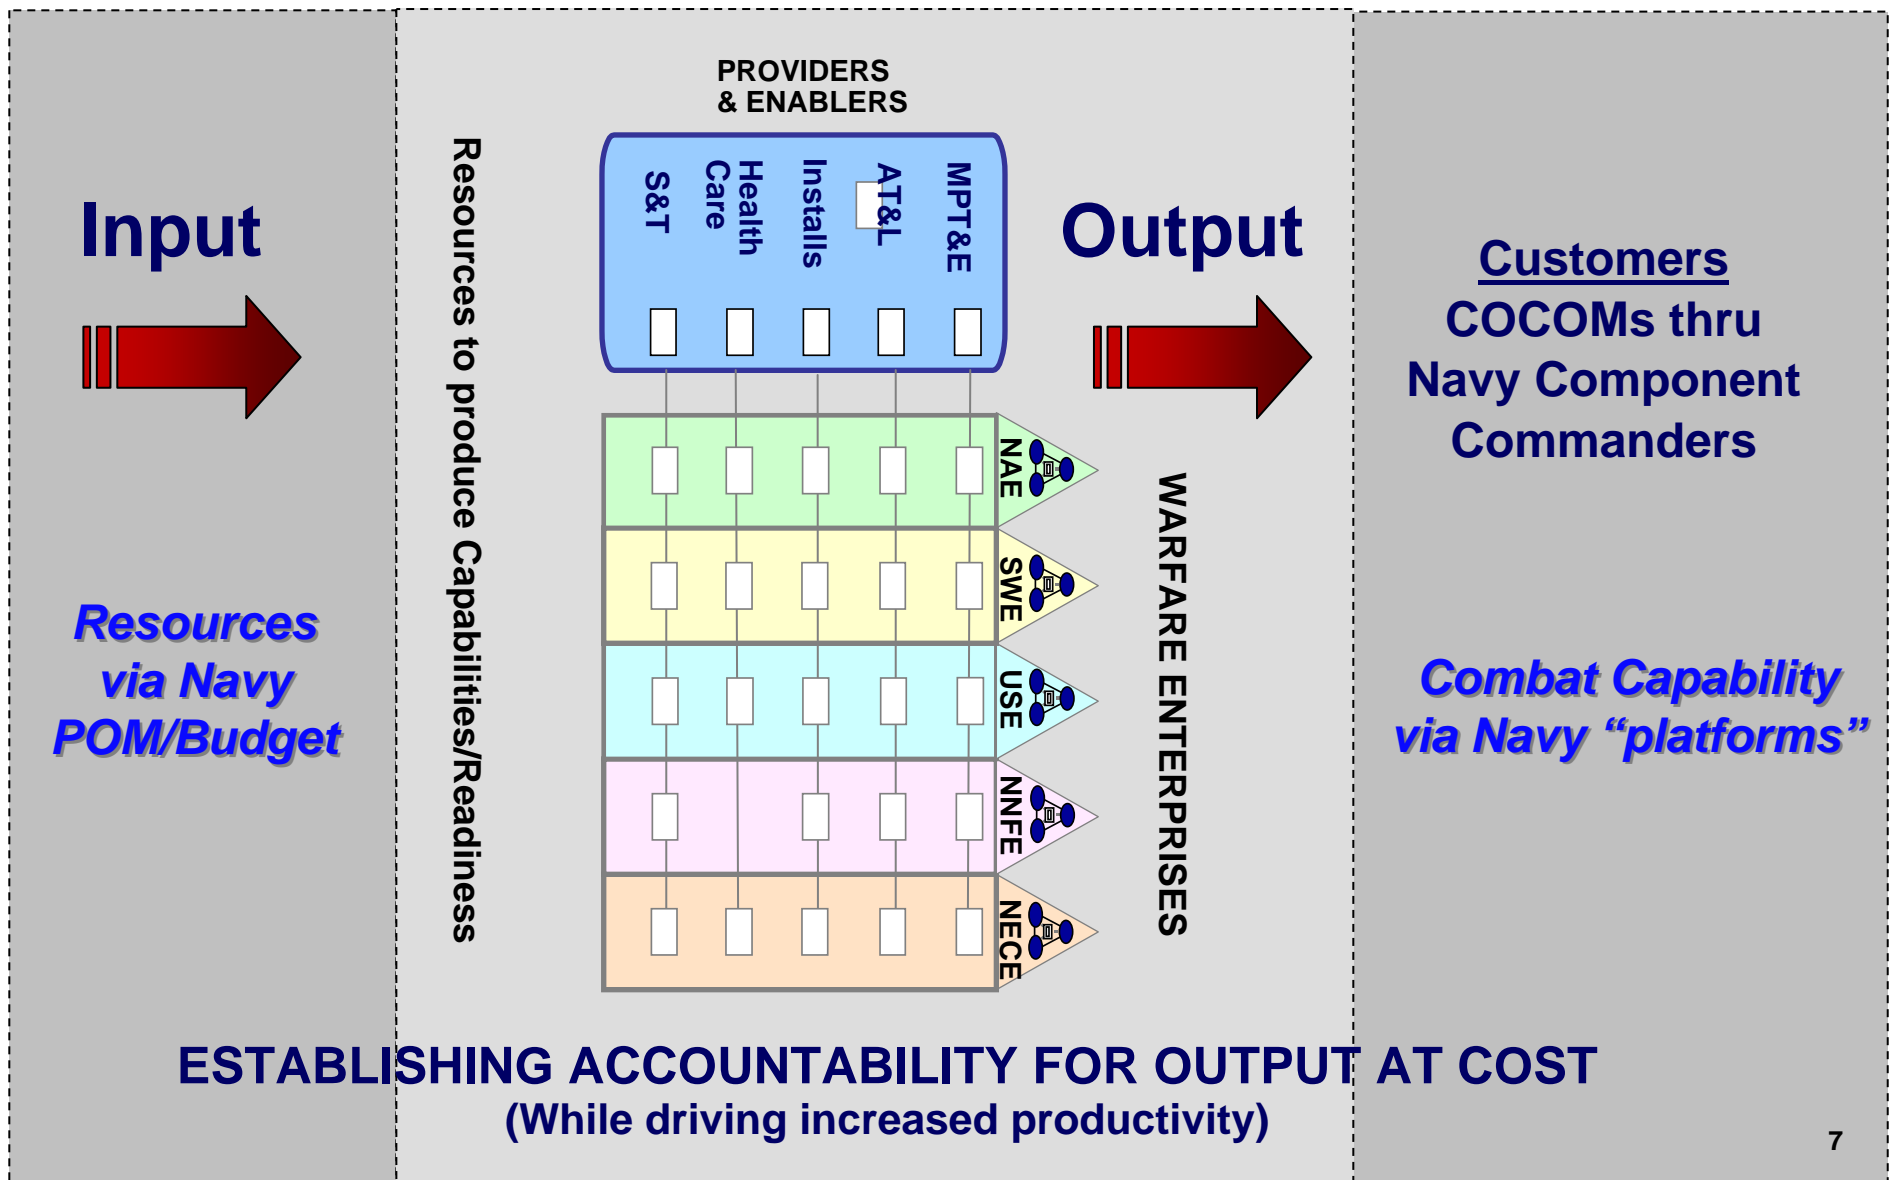 Input
Resources
via Navy
POM/Budget
Resources to produce Capabilities/Readiness
PROVIDERS
& ENABLERS
S&T
Health
Care
Installs
AT&L
MPT&E
NAE
SWE
USE
NNFE
NECE
WARFARE ENTERPRISES
Output
Customers
COCOMs thru
Navy Component
Commanders
Combat Capability
via Navy “platforms”
ESTABLISHING ACCOUNTABILITY FOR OUTPUT AT COST
(While driving increased productivity)
7